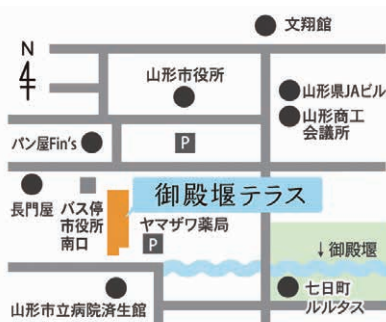 文翔館
N
山形市役所
山形県JAビル
山形商工
会議所
パン屋Fin's
P
御殿堰テラス
長門屋
バス停
市役所
南口
ヤマザワ薬局
P
↓御殿堰
七日町
ルルタス
山形市立病院済生館